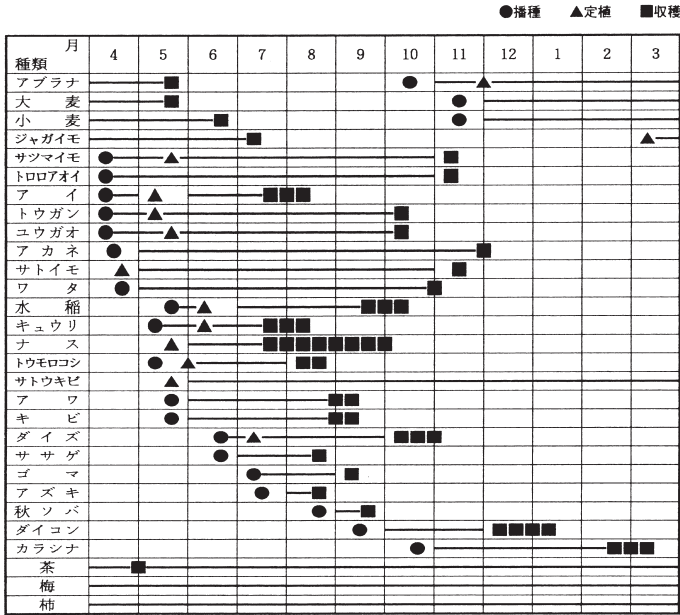 ●播種 ▲定植 ■収穫
月
種類
4 5 6 7 8 9 10 11 12 1 2 3
アブラナ
大麦
小麦
ジャガイモ
サツマイモ
トロロアオイ
アイ
トウガン
ユウガオ
アカネ
サトイモ
ワタ
水稲
キュウリ
ナス
トウモロコシ
サトウキビ
アワ
キビ
ダイズ
ササゲ
ゴマ
アズキ
秋ソバ
ダイコン
カラシナ
茶
梅
柿